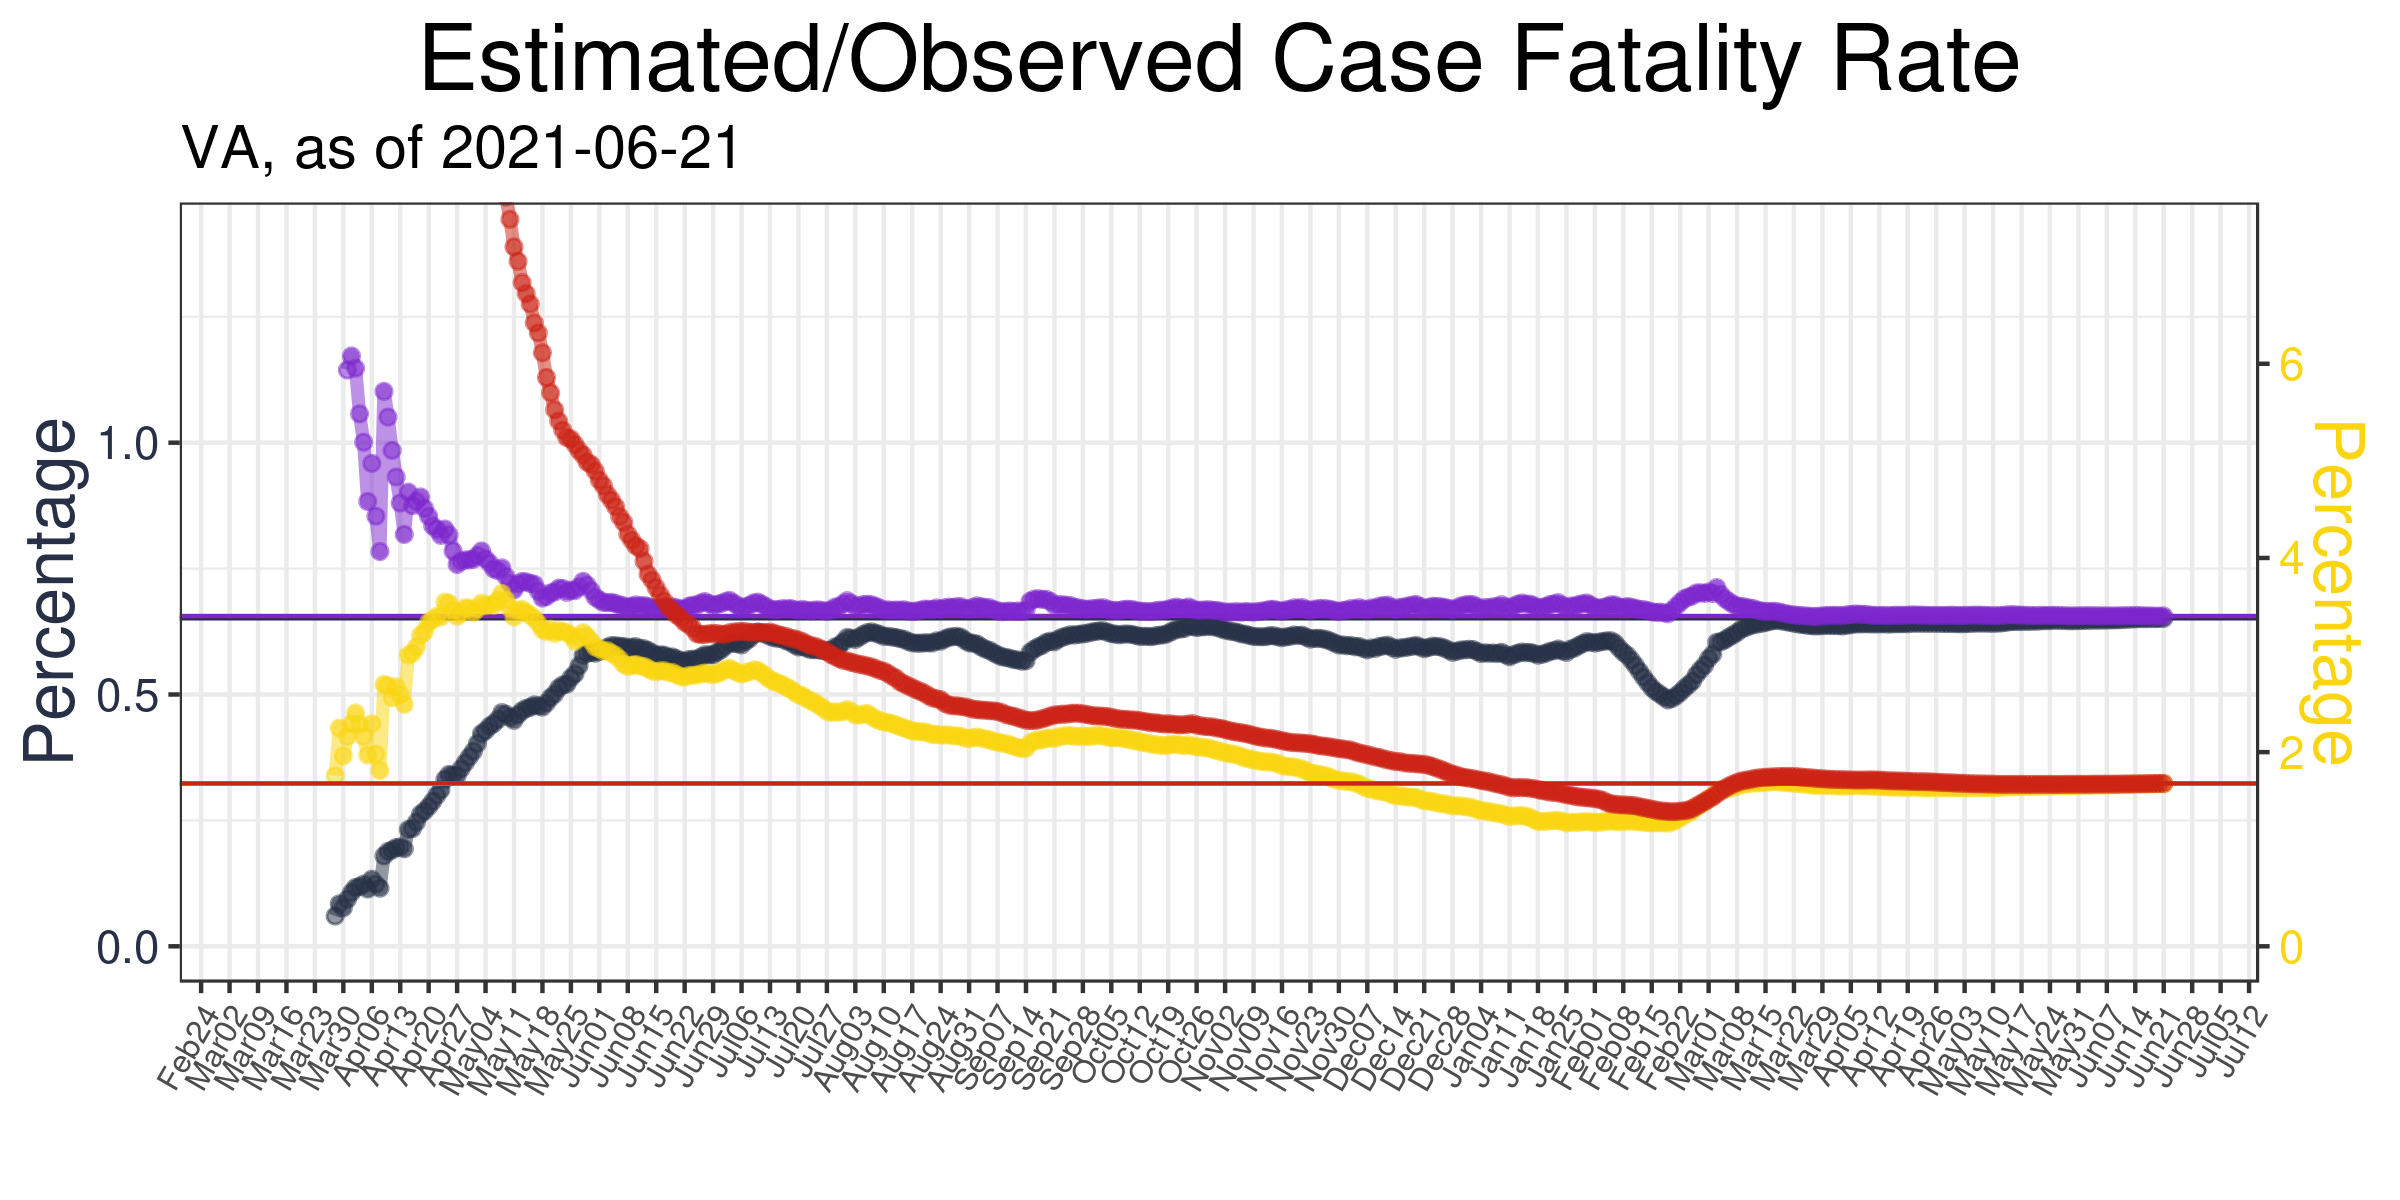 Estimated/Observed Case Fatality Rate
VA, as of 2021-06-21
Percentage
1.0
0.5
0.0
6
4
2
0
Percentage
Feb24
Mar02
Mar09
Mar16
Mar23
Mar30
Apr06
Apr13
Apr20
Apr27
May04
May11
May18
May25
Jun01
Jun08
Jun15
Jun22
Jun29
Jul06
Jul13
Jul20
Jul27
Aug03
Aug10
Aug17
Aug24
Aug31
Sep07
Sep14
Sep21
Sep28
Oct05
Oct12
Oct19
Oct26
Nov02
Nov09
Nov16
Nov23
Nov30
Dec07
Dec14
Dec21
Dec28
Jan04
Jan11
Jan18
Jan25
Feb01
Feb08
Feb15
Feb22
Mar01
Mar08
Mar15
Mar22
Mar29
Apr05
Apr12
Apr19
Apr26
May03
May10
May17
May24
May31
Jun07
Jun14
Jun21
Jun28
Jul05
Jul12